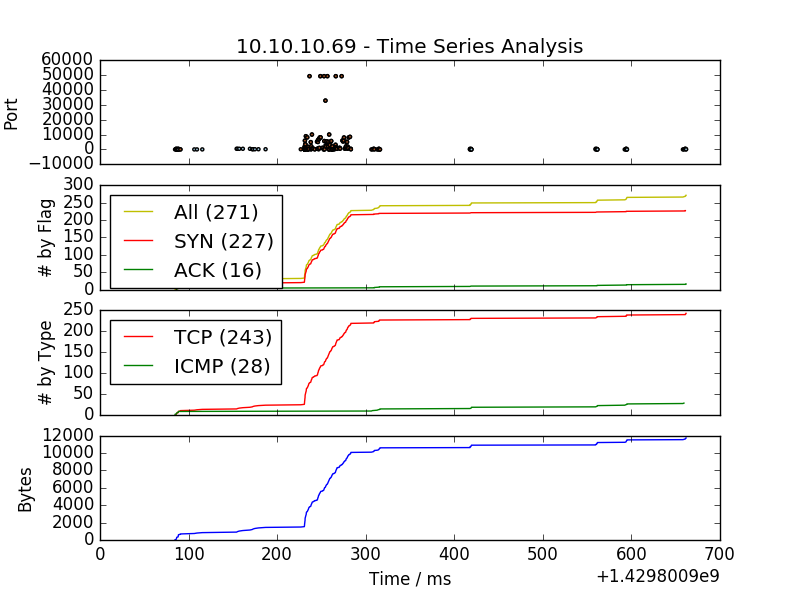 10.10.10.69 - Time Series Analysis
60000
50000
40000
30000
20000
10000
0
−10000
Port
300
250
200
150
100
50
0
# by Flag
All (271)
SYN (227)
ACK (16)
250
200
150
100
50
0
# by Type
TCP (243)
ICMP (28)
12000
10000
8000
6000
4000
2000
0
Bytes
0 100 200 300 400 500 600 700
Time / ms
+1.4298009e9